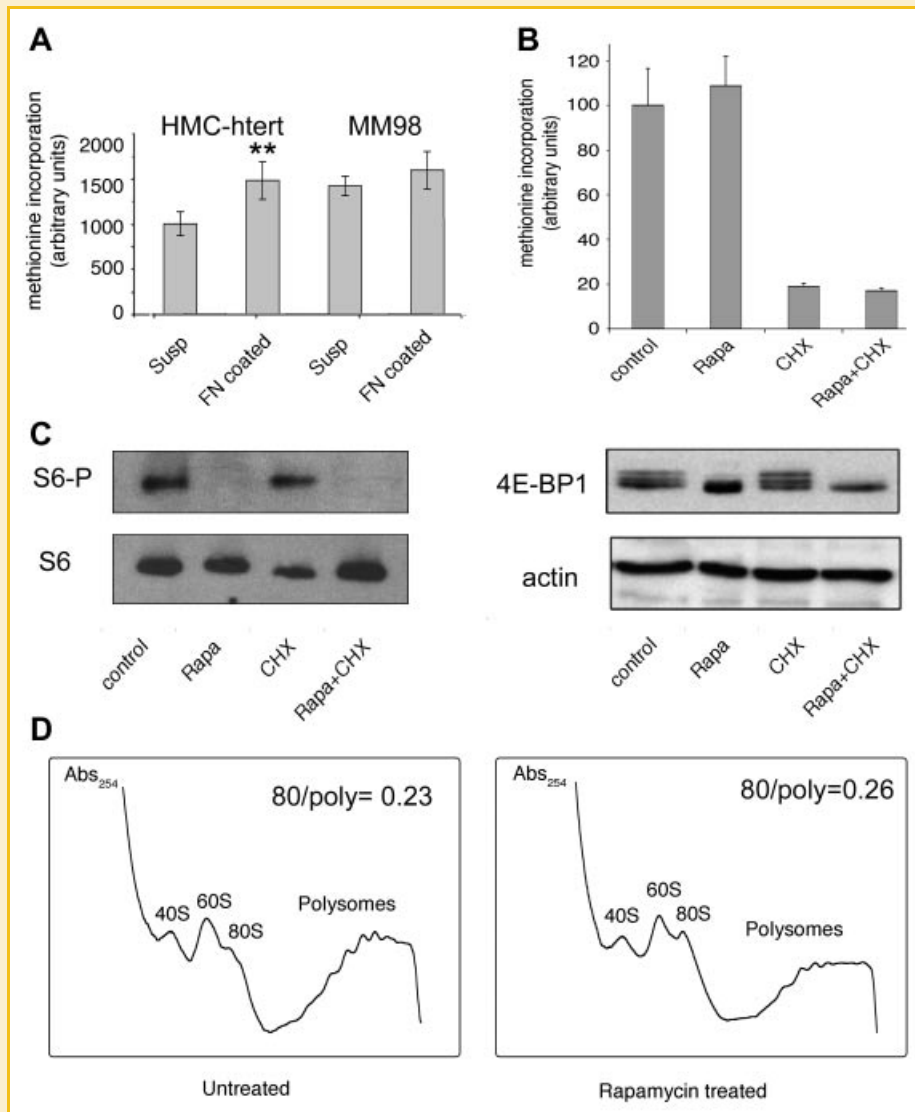 A
methionine incorporation
(arbitrary units)
HMC-htert MM98
**
2000
1500
1000
500
0
Susp
FN coated
Susp
FN coated
B
methionine incorporation
(arbitrary units)
120
100
80
60
40
20
0
control
Rapa
CHX
Rapa+CHX
C
S6-P
S6
control
Rapa
CHX
Rapa+CHX
4E-BP1
actin
control
Rapa
CHX
Rapa+CHX
D
Abs254
80/poly= 0.23
40S
60S
80S
Polysomes
Untreated
Abs254
80/poly=0.26
40S
60S
80S
Polysomes
Rapamycin treated